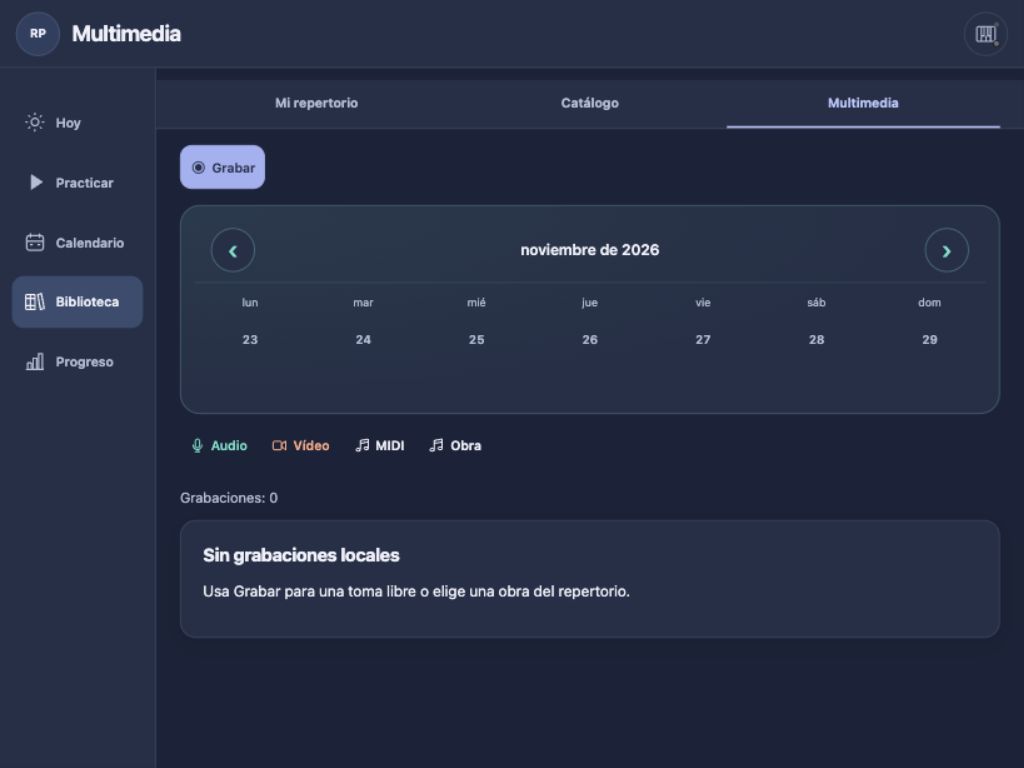 RP Multimedia
Hoy
Practicar
Calendario
Biblioteca
Progreso
Mi repertorio Catálogo Multimedia
Grabar
noviembre de 2026
lun mar mié jue vie sáb dom
23 24 25 26 27 28 29
Audio Vídeo MIDI Obra
Grabaciones: 0
Sin grabaciones locales
Usa Grabar para una toma libre o elige una obra del repertorio.